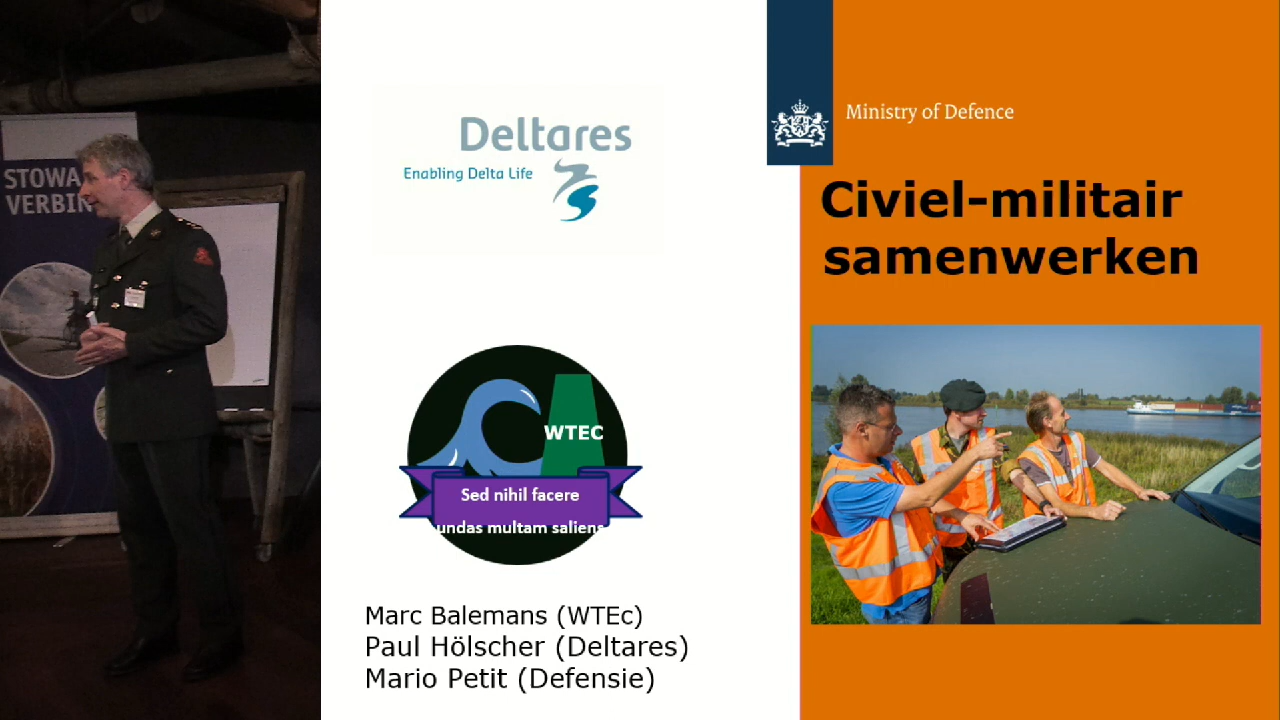 STOWA
VERBIN
Deltares
Enabling Delta Life
WTEC
Sed nihil facere
undas multam saliens
Marc Balemans (WTEc)
Paul Hölscher (Deltares)
Mario Petit (Defensie)
Ministry of Defence
Civiel-militair
samenwerken